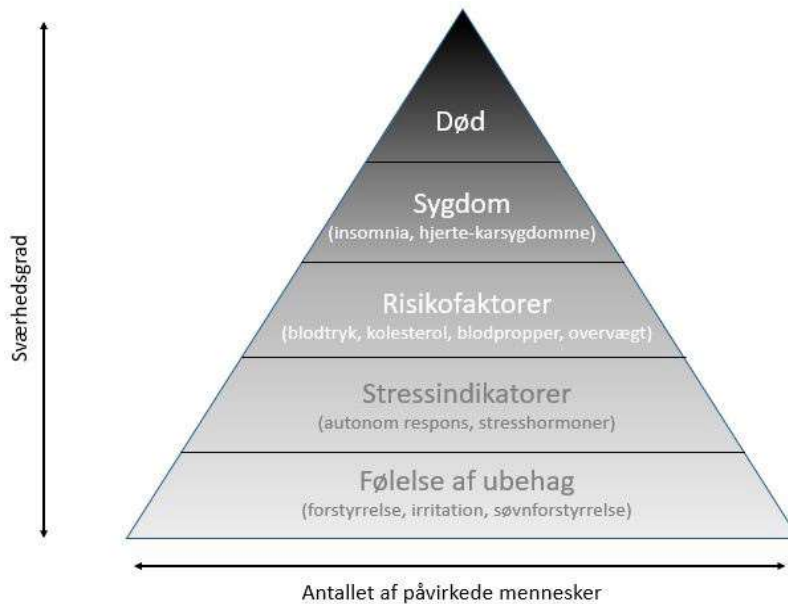 Død
Sygdom
(insomnia, hjerte-karsygdomme)
Risikofaktorer
(blodtryk, kolesterol, blodpropper, overvægt)
Stressindikatorer
(autonom respons, stresshormoner)
Følelse af ubehag
(forstyrrelse, irritation, søvnforstyrrelse)
Sværhedsgrad
Antallet af påvirkede mennesker